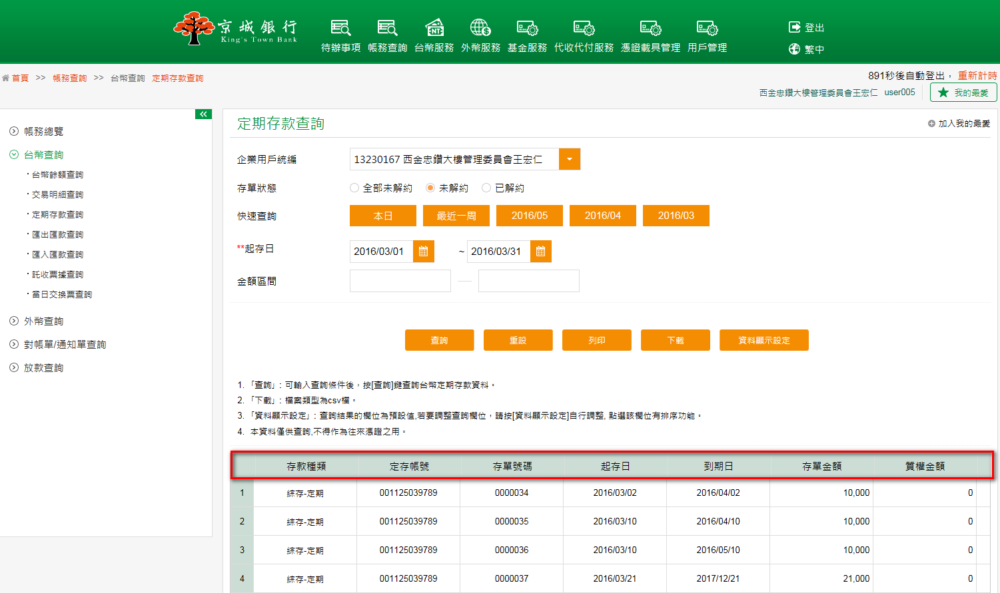 京城銀行
King's Town Bank
待辦事項 帳務查詢 台幣服務 外幣服務 基金服務 代收代付服務 憑證載具管理 用戶管理
NT
$
登出
繁中
首頁 >> 帳務查詢 >> 台幣查詢 定期存款查詢
891秒後自動登出， 重新計時
西金忠鑽大樓管理委員會王宏仁 user005
我的最愛
帳務總覽
台幣查詢
·台幣餘額查詢
·交易明細查詢
·定期存款查詢
·匯出匯款查詢
·匯入匯款查詢
·託收票據查詢
·當日交換票查詢
外幣查詢
對帳單/通知單查詢
放款查詢
定期存款查詢
加入我的最愛
企業用戶統編 13230167 西金忠鑽大樓管理委員會王宏仁
存單狀態 全部未解約 未解約 已解約
快速查詢 本日 最近一周 2016/05 2016/04 2016/03
**起存日 2016/03/01 ~ 2016/03/31
金額區間 —
查詢 重設 列印 下載 資料顯示設定
1. 「查詢」: 可輸入查詢條件後，按[查詢]鍵查詢台幣定期存款資料。
2. 「下載」: 檔案類型為csv檔。
3. 「資料顯示設定」: 查詢結果的欄位為預設值,若要調整查詢欄位，請按[資料顯示設定]自行調整, 點選該欄位有排序功能。
4. 本資料僅供查詢,不得作為往來憑證之用。
存款種類 定存帳號 存單號碼 起存日 到期日 存單金額 質權金額
1 綜存-定期 001125039789 0000034 2016/03/02 2016/04/02 10,000 0
2 綜存-定期 001125039789 0000035 2016/03/10 2016/04/10 10,000 0
3 綜存-定期 001125039789 0000036 2016/03/10 2016/05/10 10,000 0
4 綜存-定期 001125039789 0000037 2016/03/21 2017/12/21 21,000 0